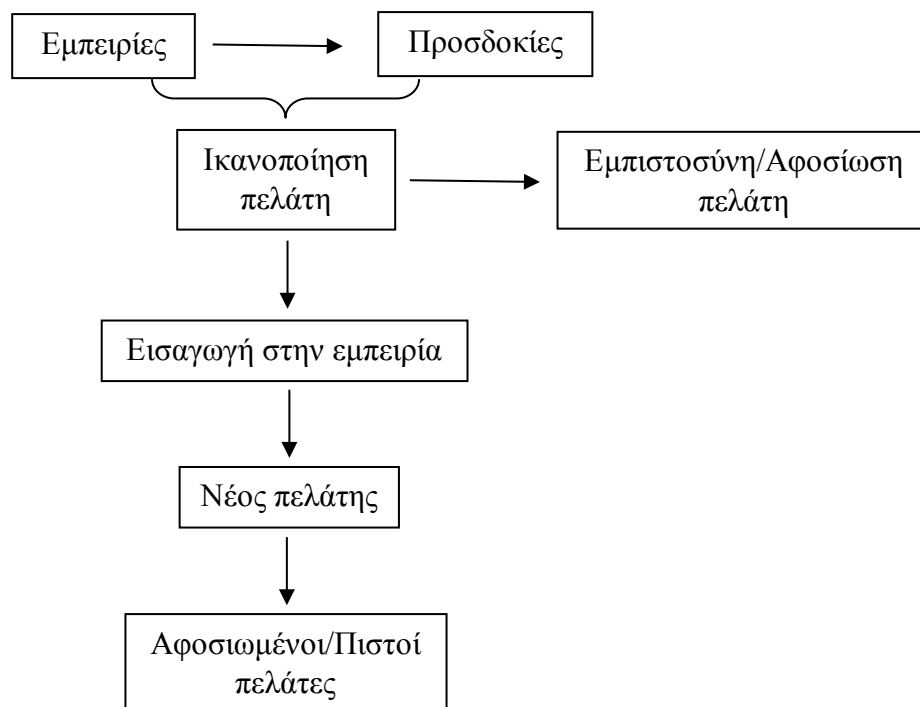 Εμπειρίες
Προσδοκίες
Ικανοποίηση
πελάτη
Εμπιστοσύνη/Αφοσίωση
πελάτη
Εισαγωγή στην εμπειρία
Νέος πελάτης
Αφοσιωμένοι/Πιστοί
πελάτες